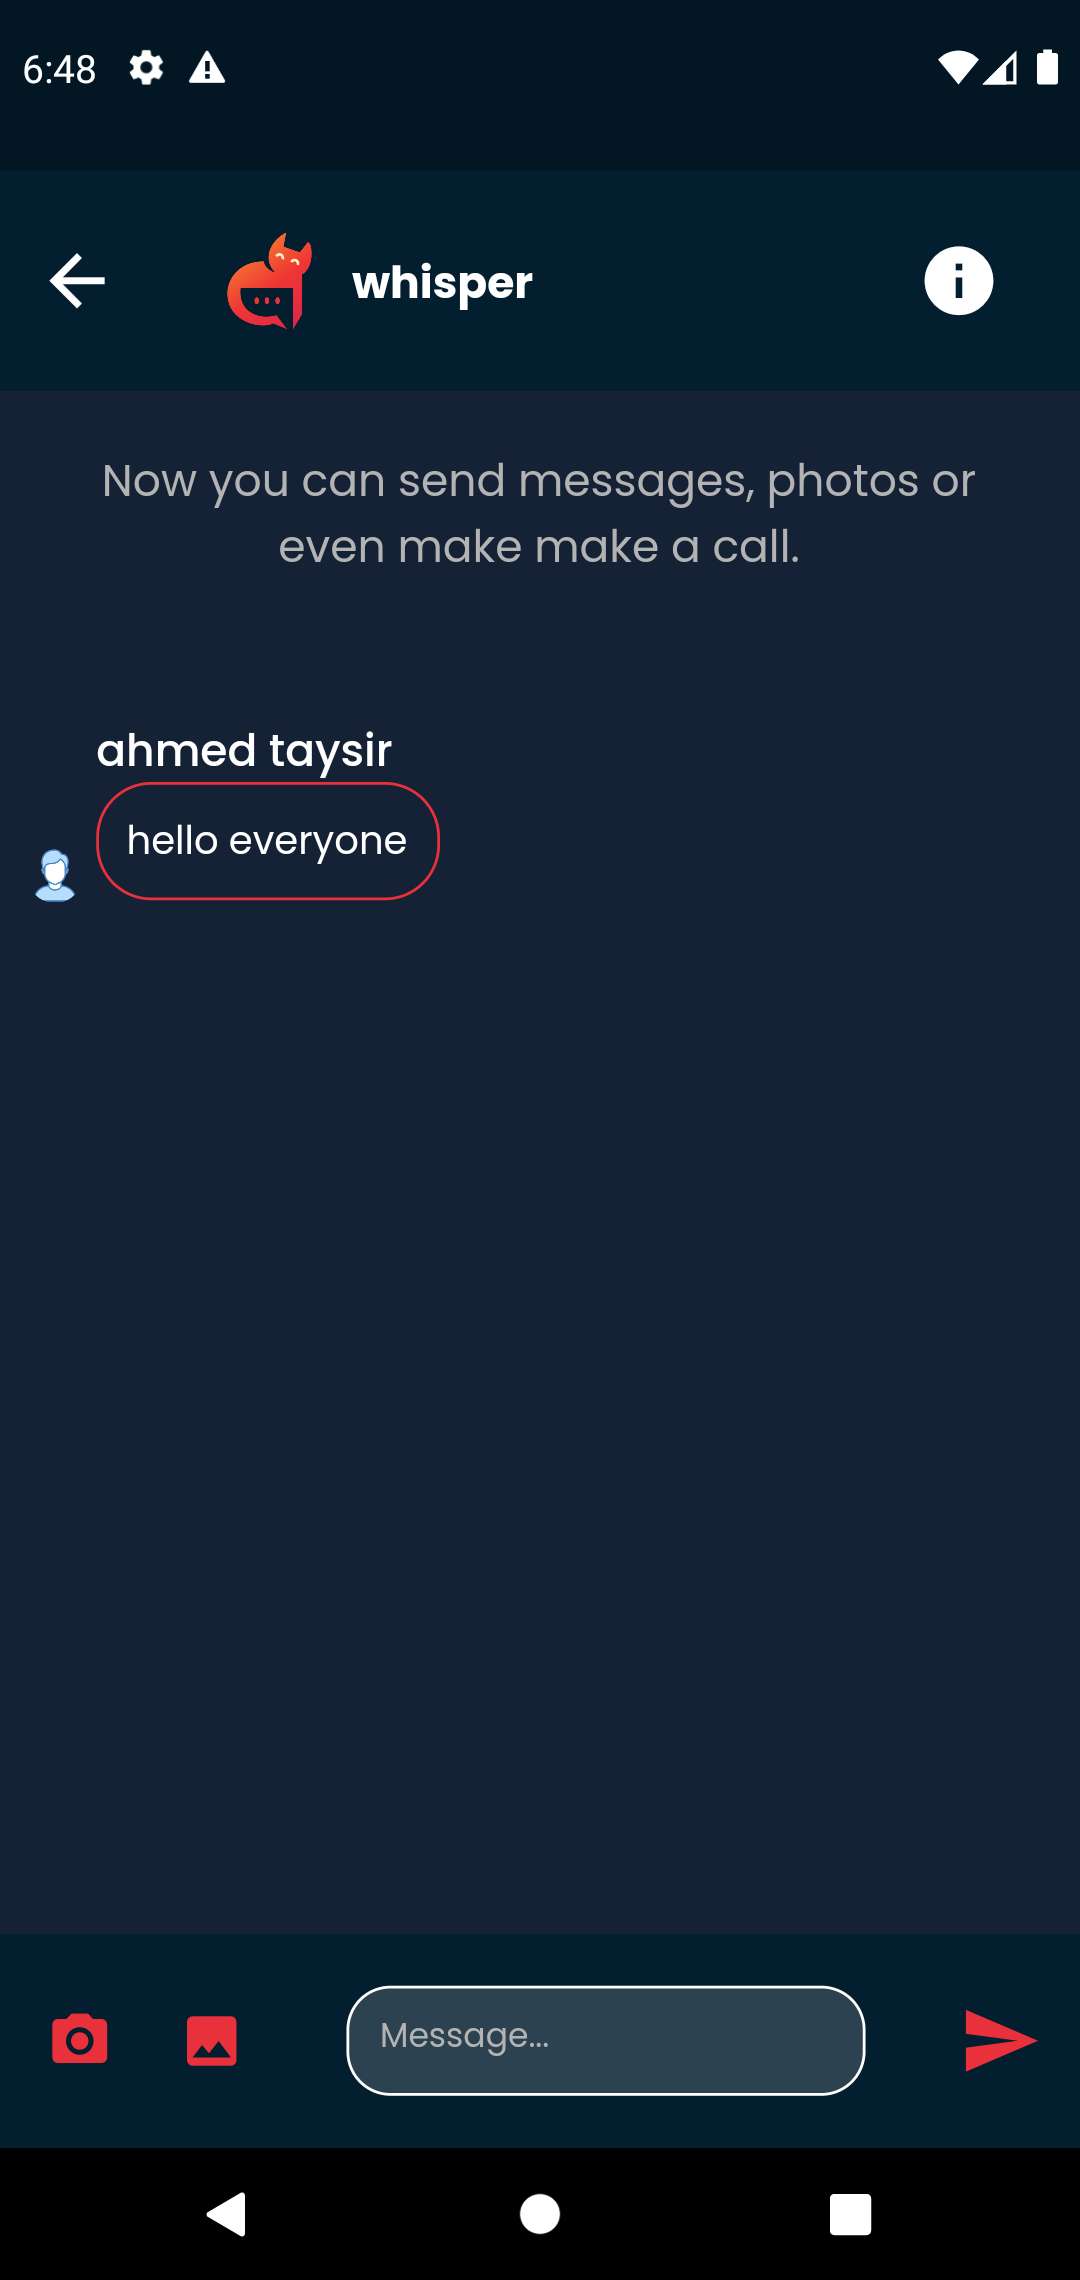 6:48
whisper
Now you can send messages, photos or
even make make a call.
ahmed taysir
hello everyone
Message...